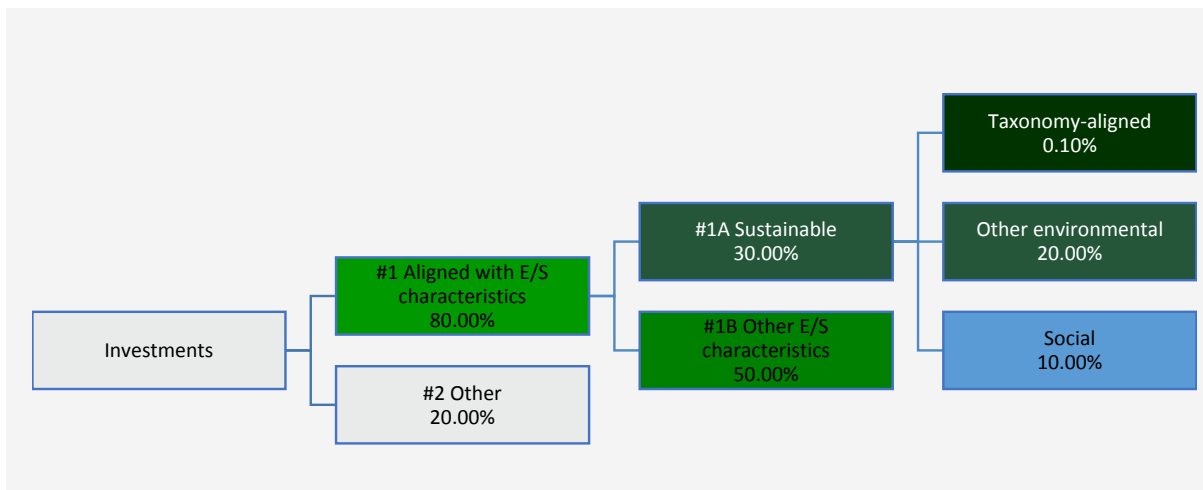 Investments
#1 Aligned with E/S
characteristics
80.00%
#2 Other
20.00%
#1A Sustainable
30.00%
#1B Other E/S
characteristics
50.00%
Taxonomy-aligned
0.10%
Other environmental
20.00%
Social
10.00%